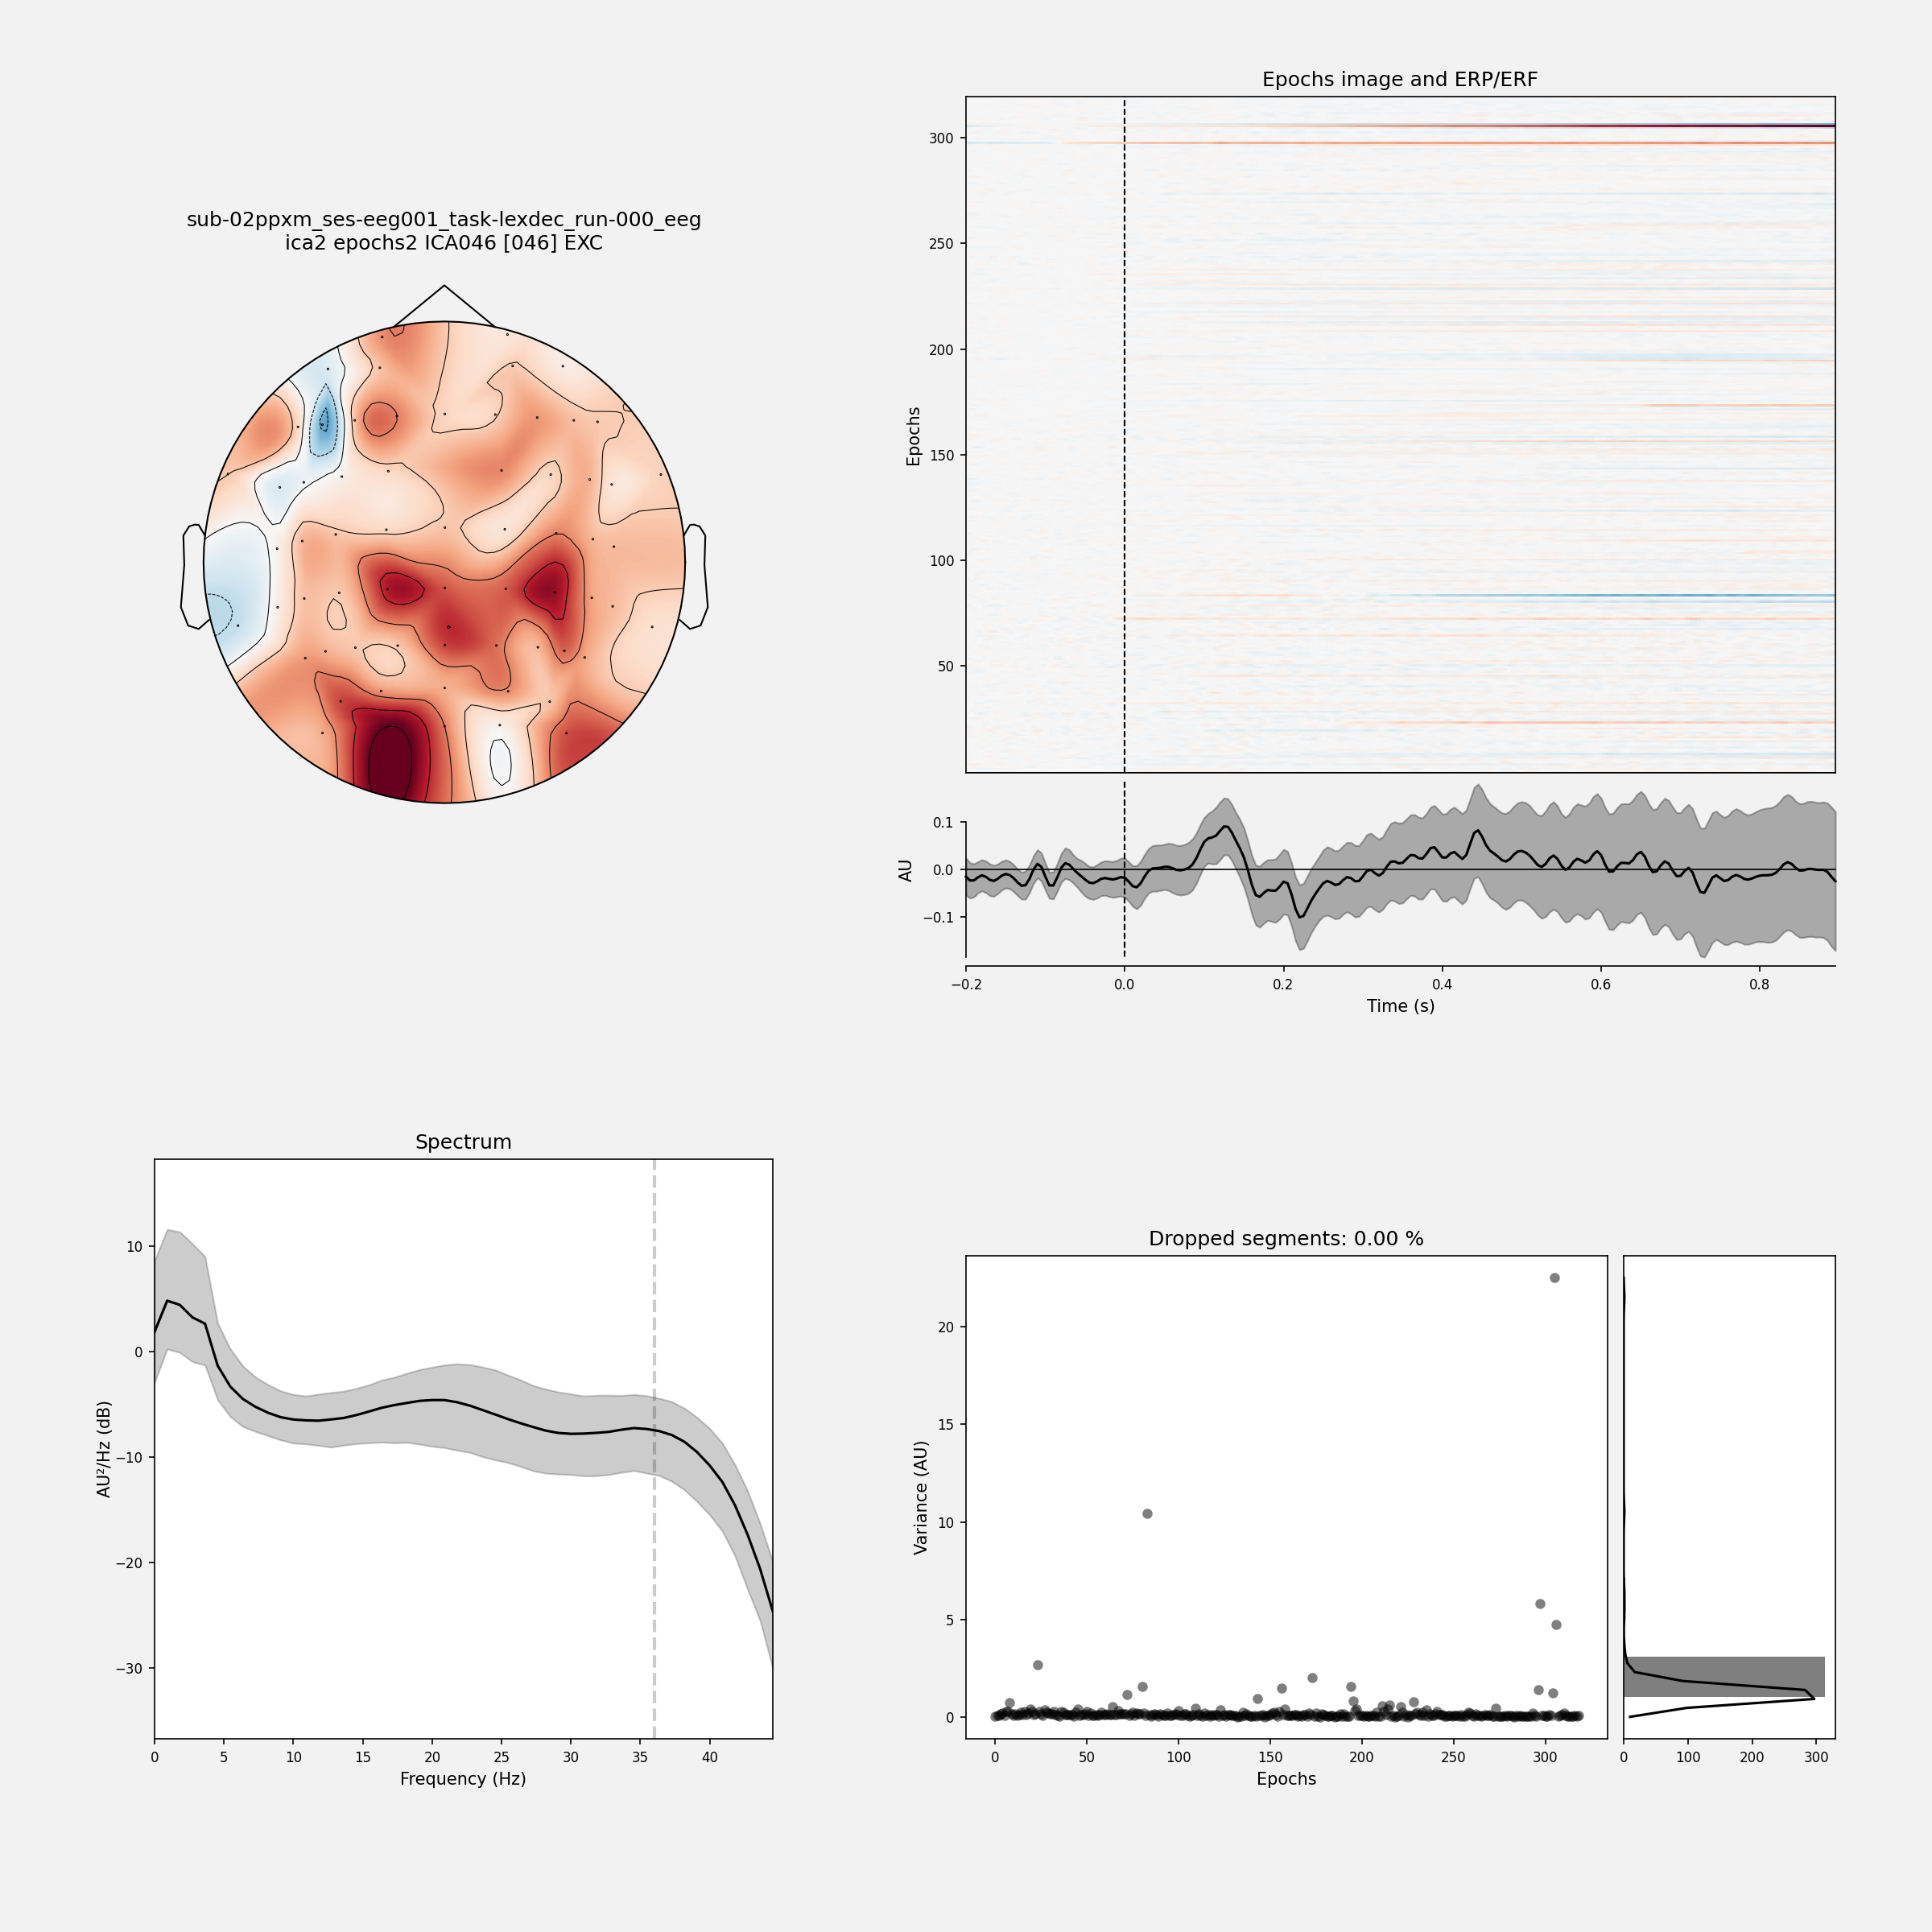 sub-02ppxm_ses-eeg001_task-lexdec_run-000_eeg
ica2 epochs2 ICA046 [046] EXC
Epochs image and ERP/ERF
Epochs
300
250
200
150
100
50
AU
0.1
0.0
−0.1
−0.2 0.0 0.2 0.4 0.6 0.8
Time (s)
Spectrum
AU²/Hz (dB)
10
0
−10
−20
−30
0 5 10 15 20 25 30 35 40
Frequency (Hz)
Dropped segments: 0.00 %
Variance (AU)
20
15
10
5
0
0 50 100 150 200 250 300
Epochs
0 100 200 300